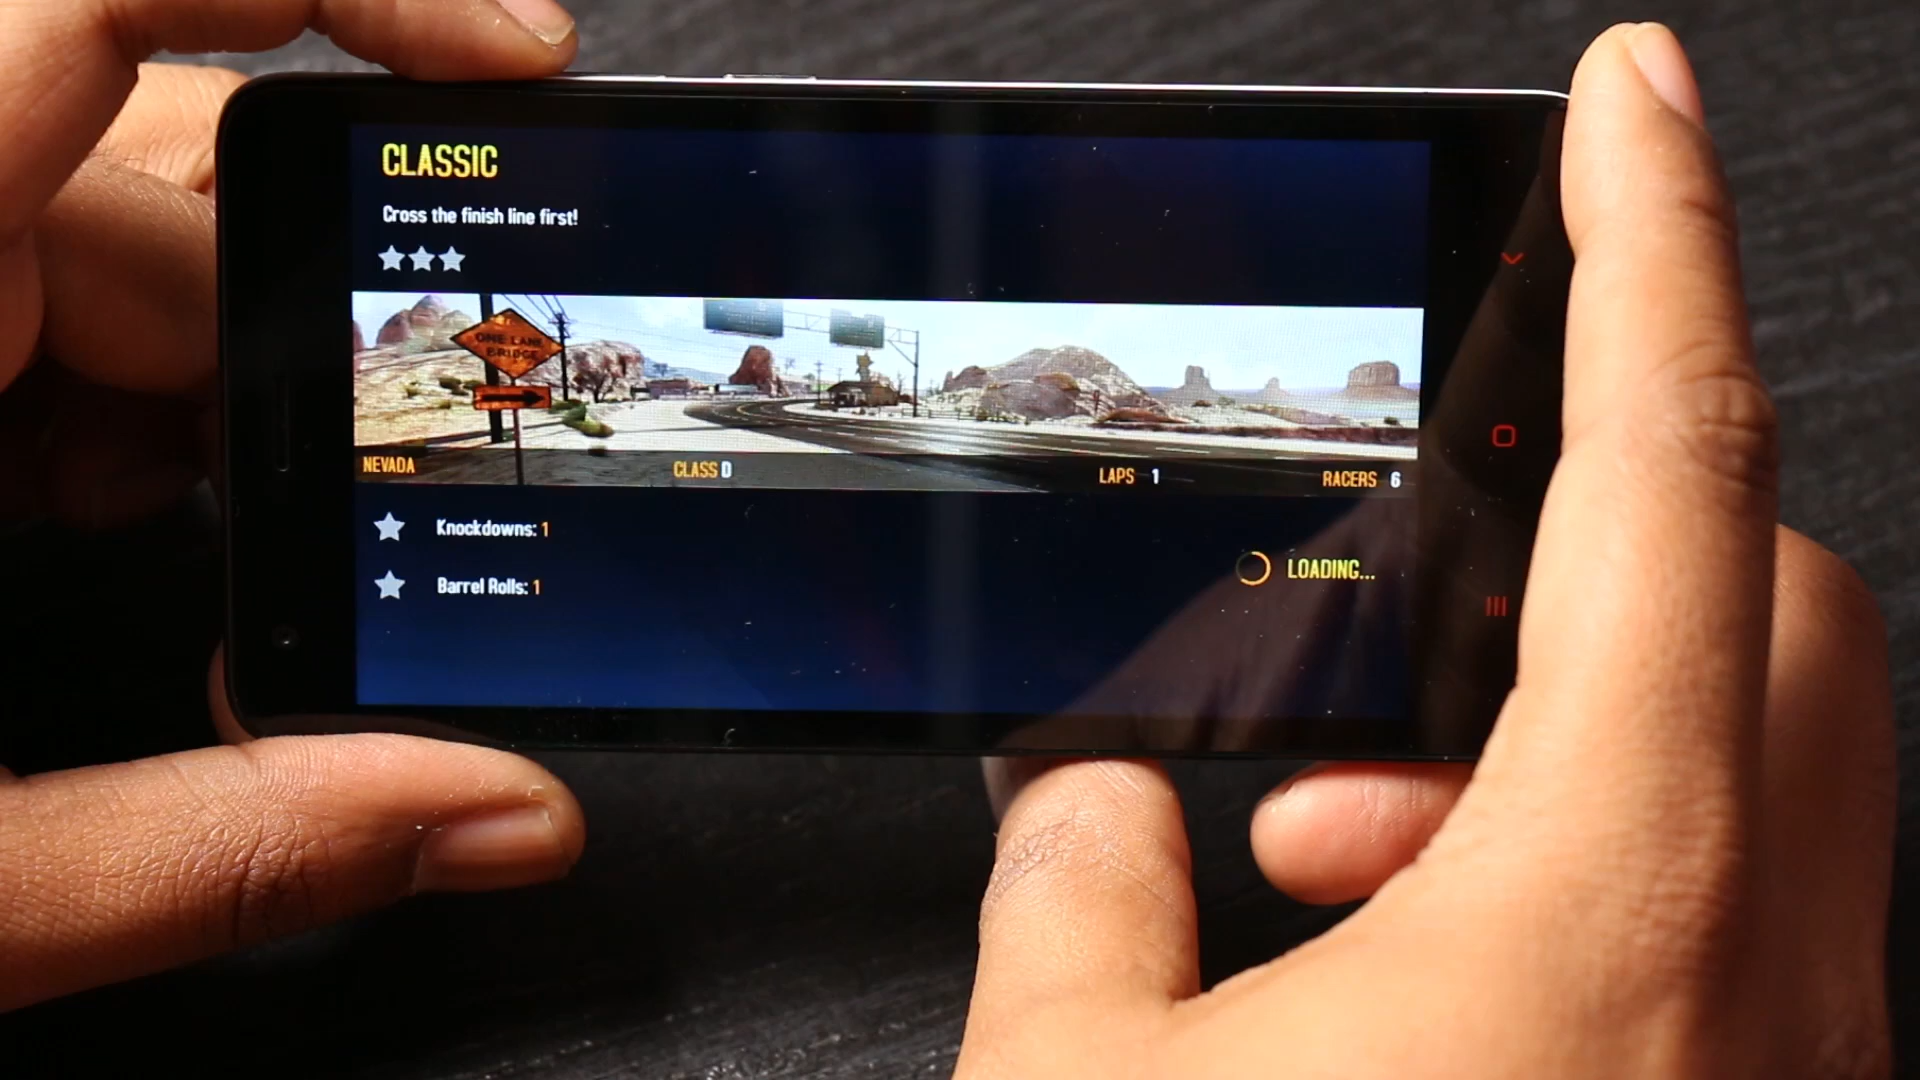 CLASSIC
Cross the finish line first!
ONE LANE
BRIDGE
NEVADA CLASS D LAPS 1 RACERS 6
Knockdowns: 1
Barrel Rolls: 1
LOADING...